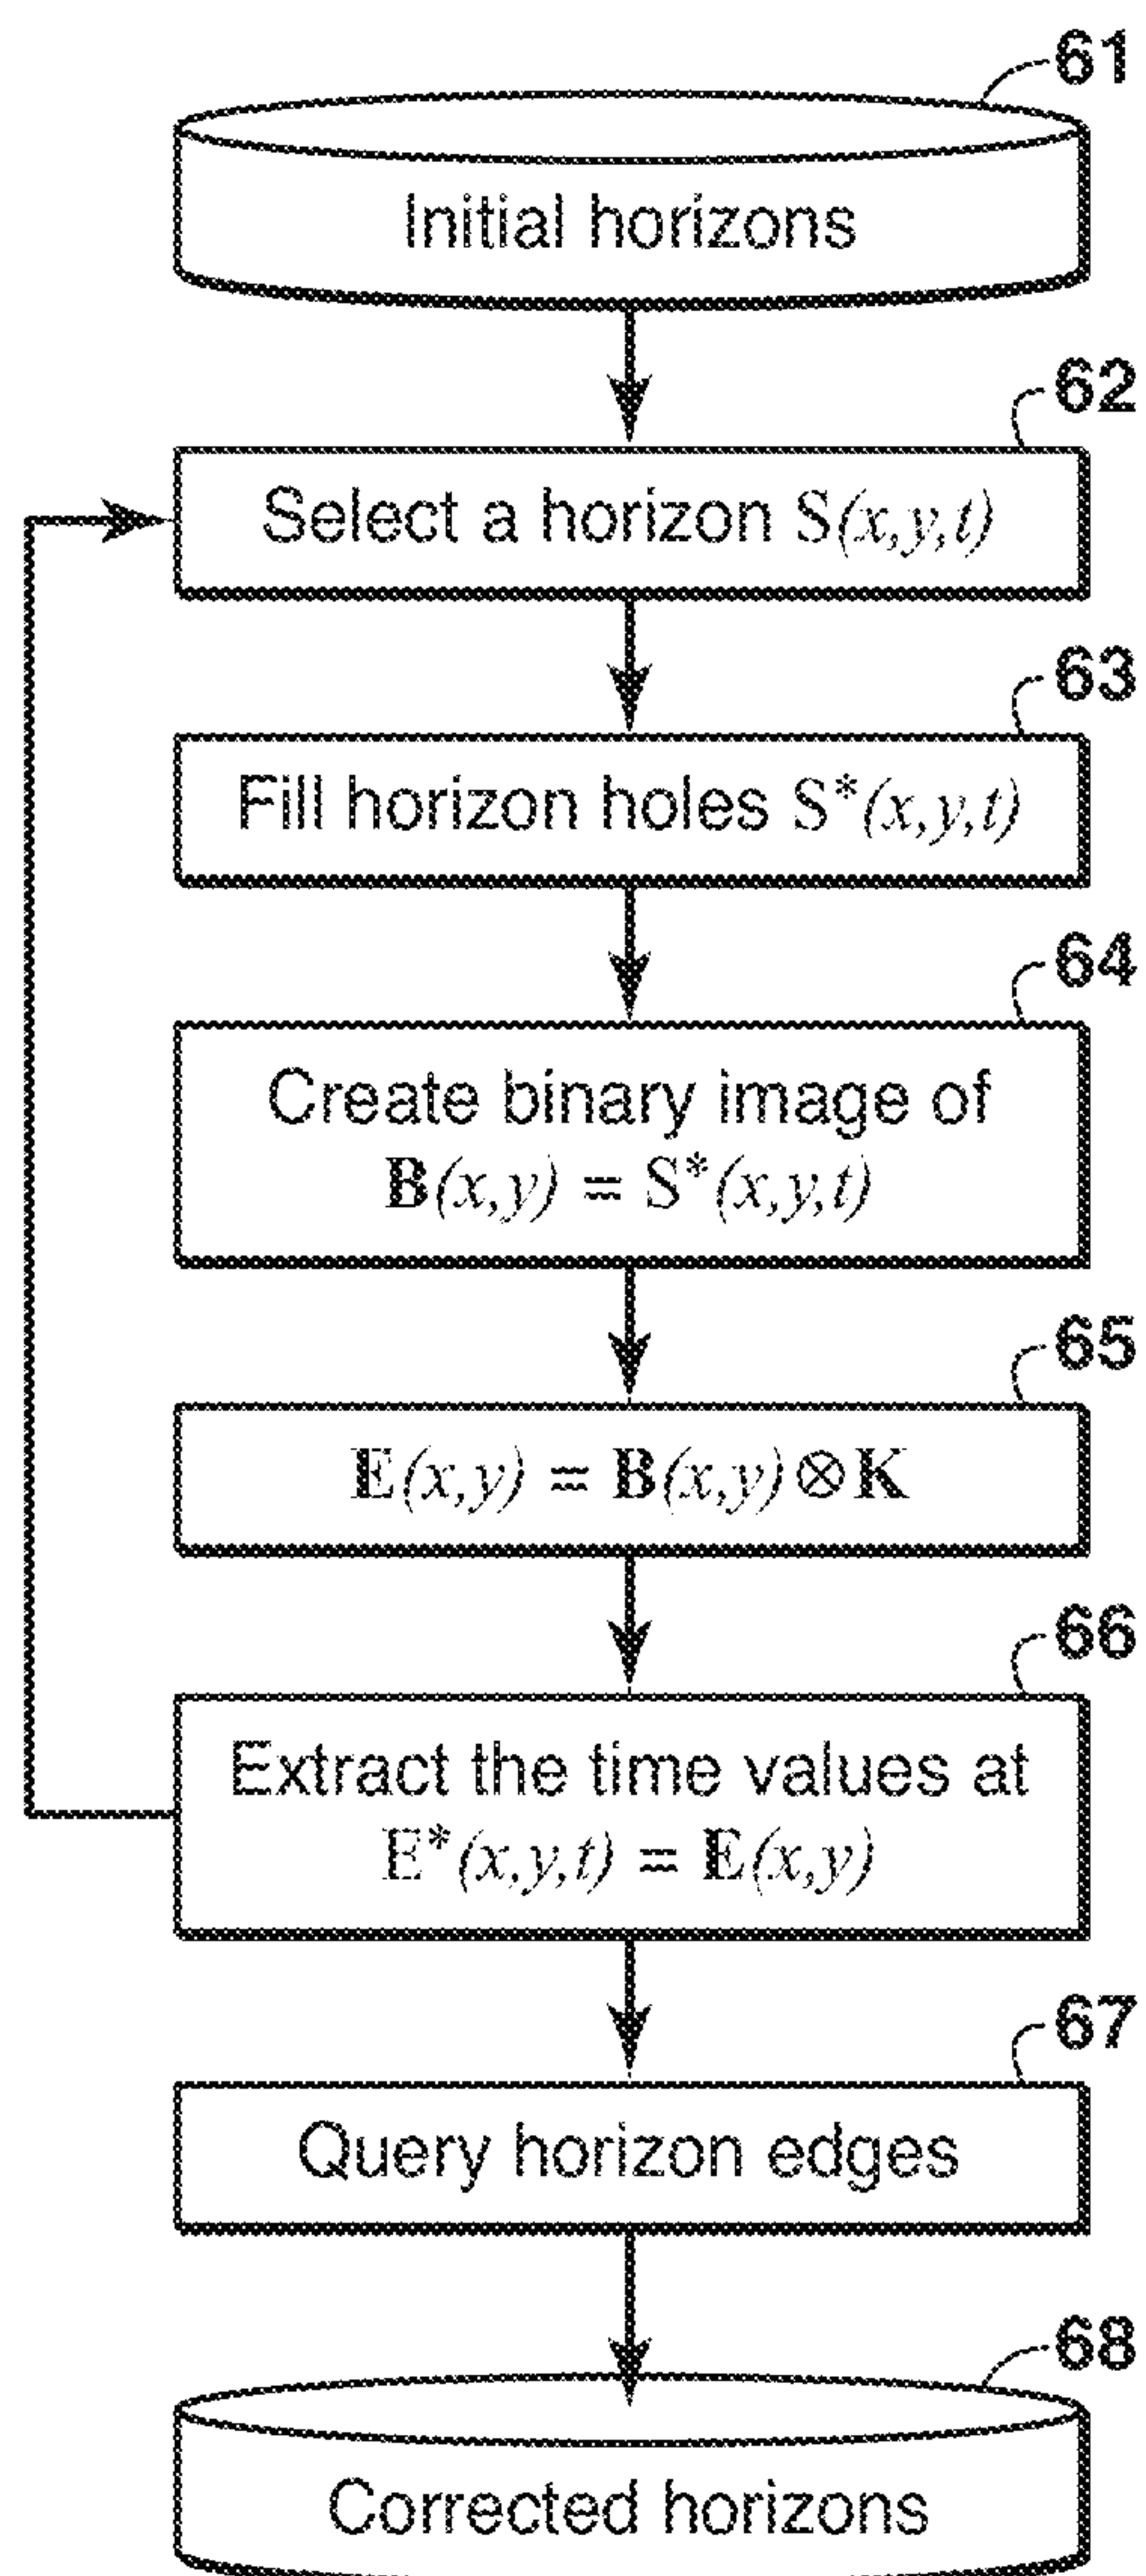 61
Initial horizons
62
Select a horizon S(x,y,t)
63
Fill horizon holes S*(x,y,t)
64
Create binary image of
B(x,y) = S*(x,y,t)
65
E(x,y) = B(x,y)⊗K
66
Extract the time values at
E*(x,y,t) = E(x,y)
67
Query horizon edges
68
Corrected horizons